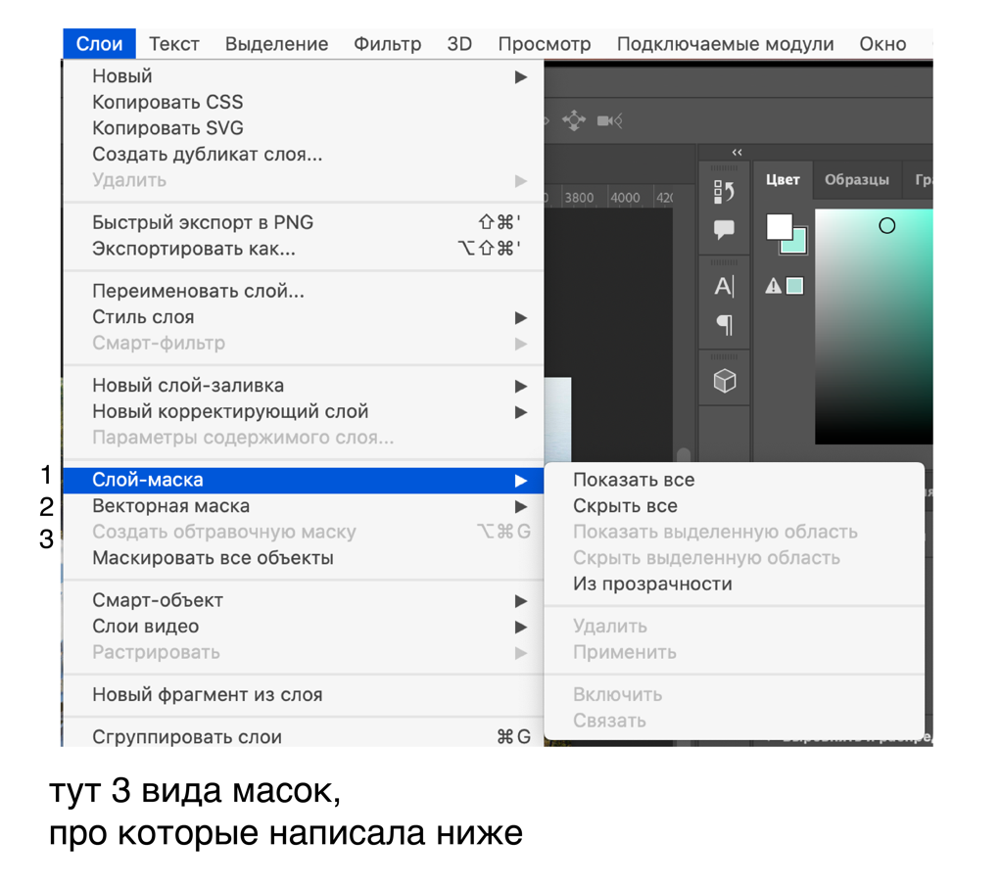 Слои Текст Выделение Фильтр 3D Просмотр Подключаемые модули Окно
Новый
Копировать CSS
Копировать SVG
Создать дубликат слоя...
Удалить
Быстрый экспорт в PNG ⇧⌘'
Экспортировать как... ⌥⇧⌘'
Переименовать слой...
Стиль слоя
Смарт-фильтр
Новый слой-заливка
Новый корректирующий слой
Параметры содержимого слоя...
1 Слой-маска
2 Векторная маска
3 Создать обтравочную маску ⌥⌘G
Маскировать все объекты
Смарт-объект
Слои видео
Растрировать
Новый фрагмент из слоя
Сгруппировать слои ⌘G
3800 4000 420
Цвет Образцы Гра
A
Показать все
Скрыть все
Показать выделенную область
Скрыть выделенную область
Из прозрачности
Удалить
Применить
Включить
Связать
тут 3 вида масок,
про которые написала ниже